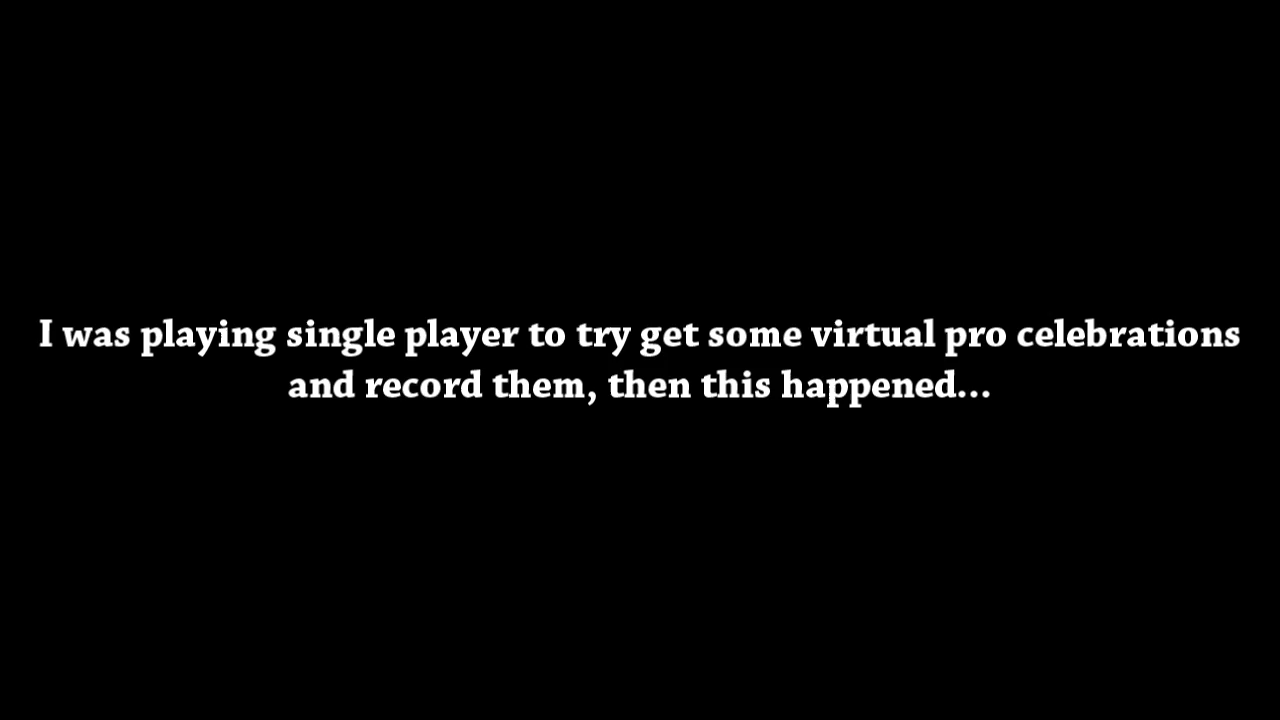 I was playing single player to try get some virtual pro celebrations
and record them, then this happened...